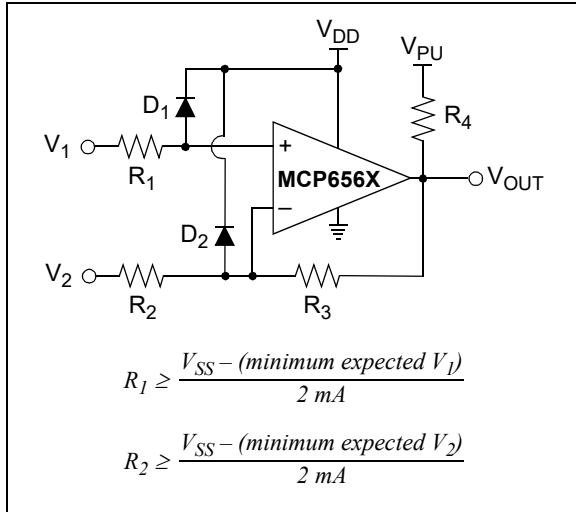 V_DD
V_PU
D_1
R_4
V_1
R_1
+
MCP656X
V_OUT
–
D_2
V_2
R_2
R_3
R_1 ≥ V_SS – (minimum expected V_1) / 2 mA
R_2 ≥ V_SS – (minimum expected V_2) / 2 mA